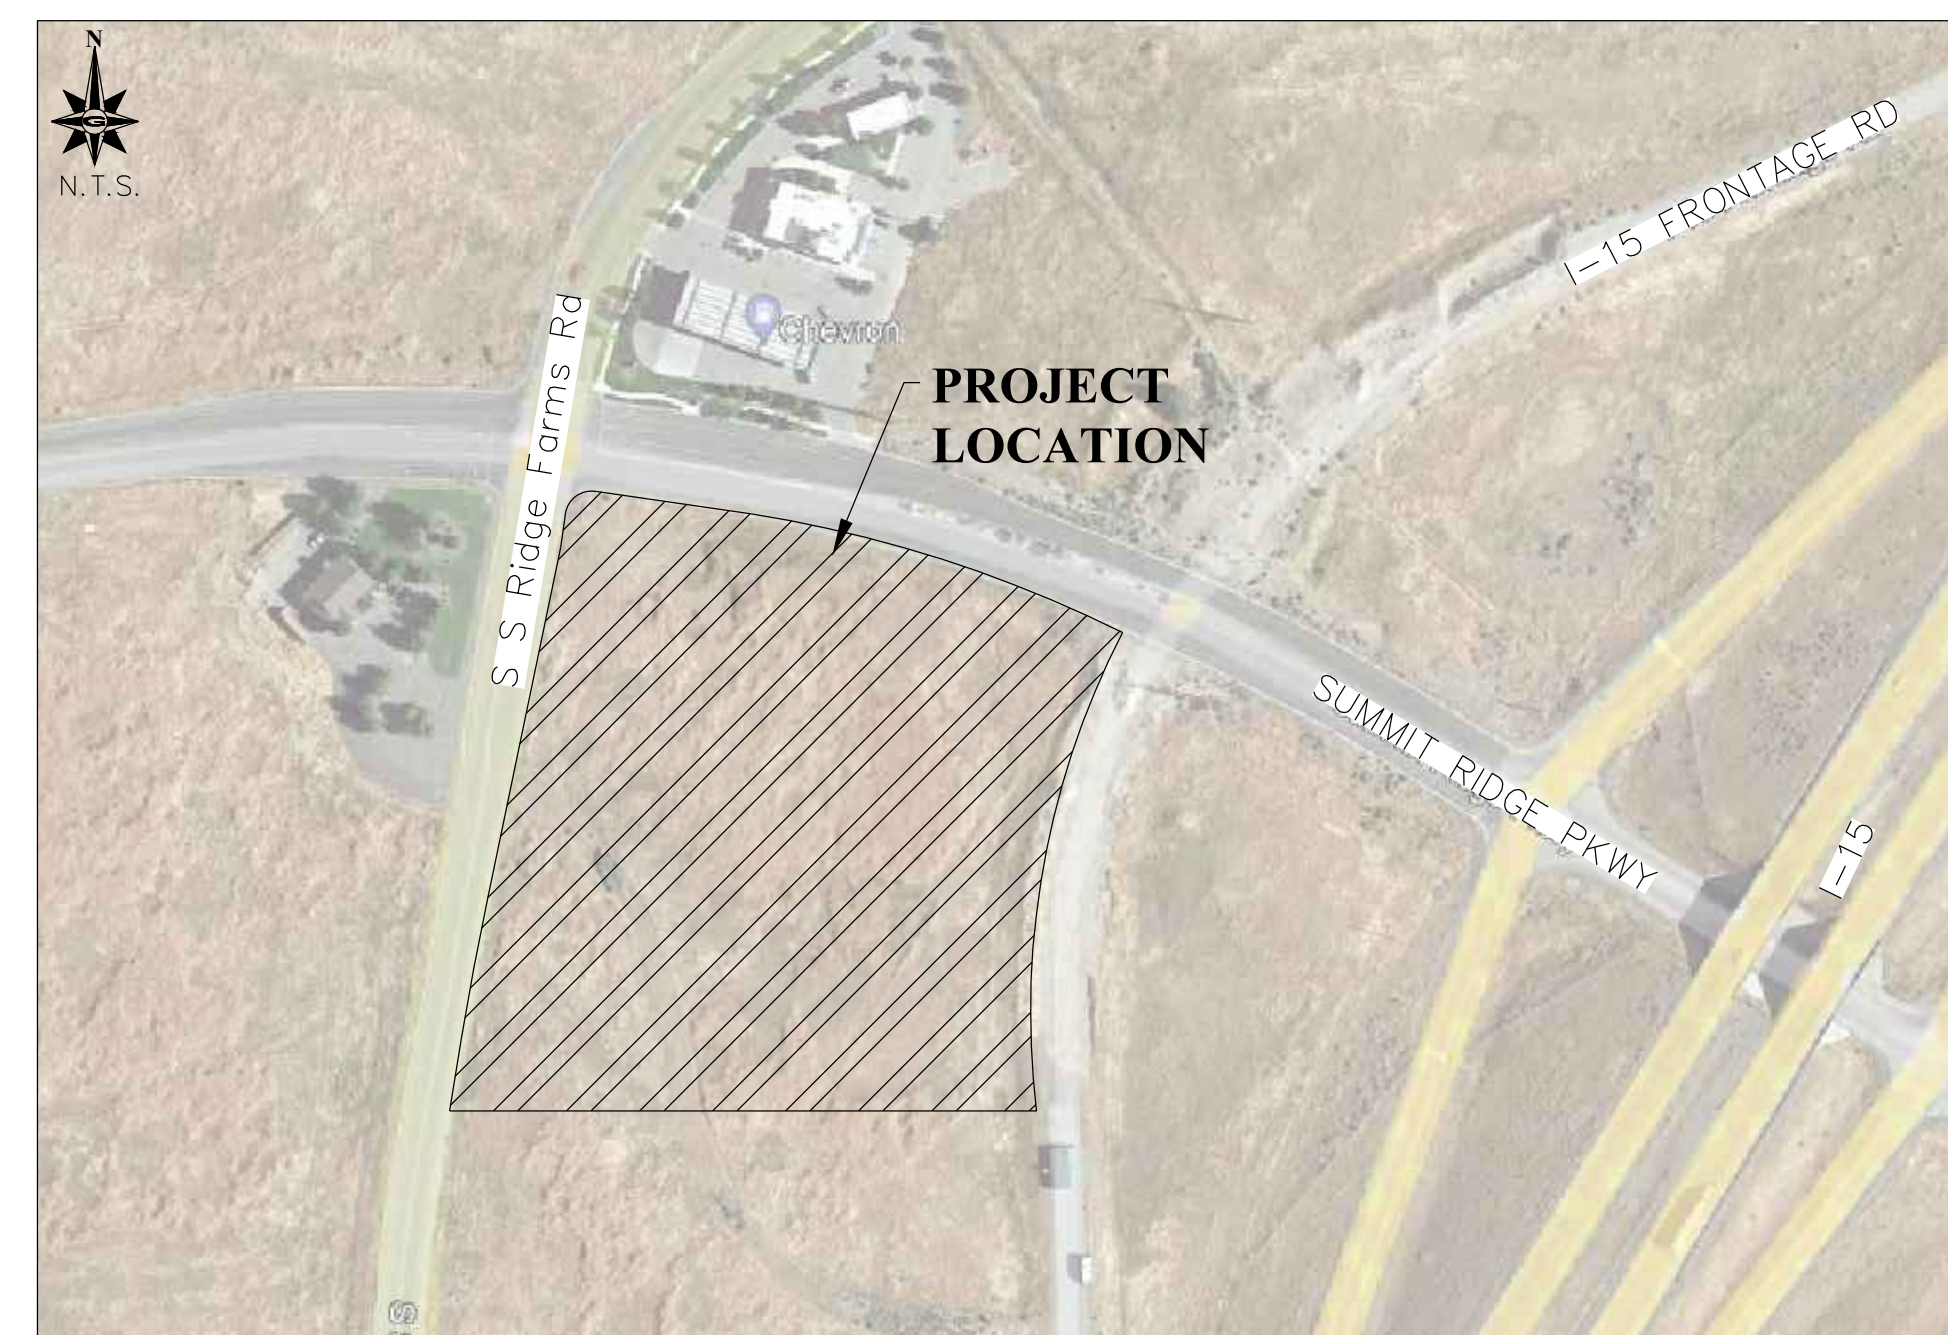 N
G
N.T.S.
I-15 FRONTAGE RD
S S Ridge Farms Rd
Chevron
PROJECT
LOCATION
SUMMIT RIDGE PKWY
I-15
S